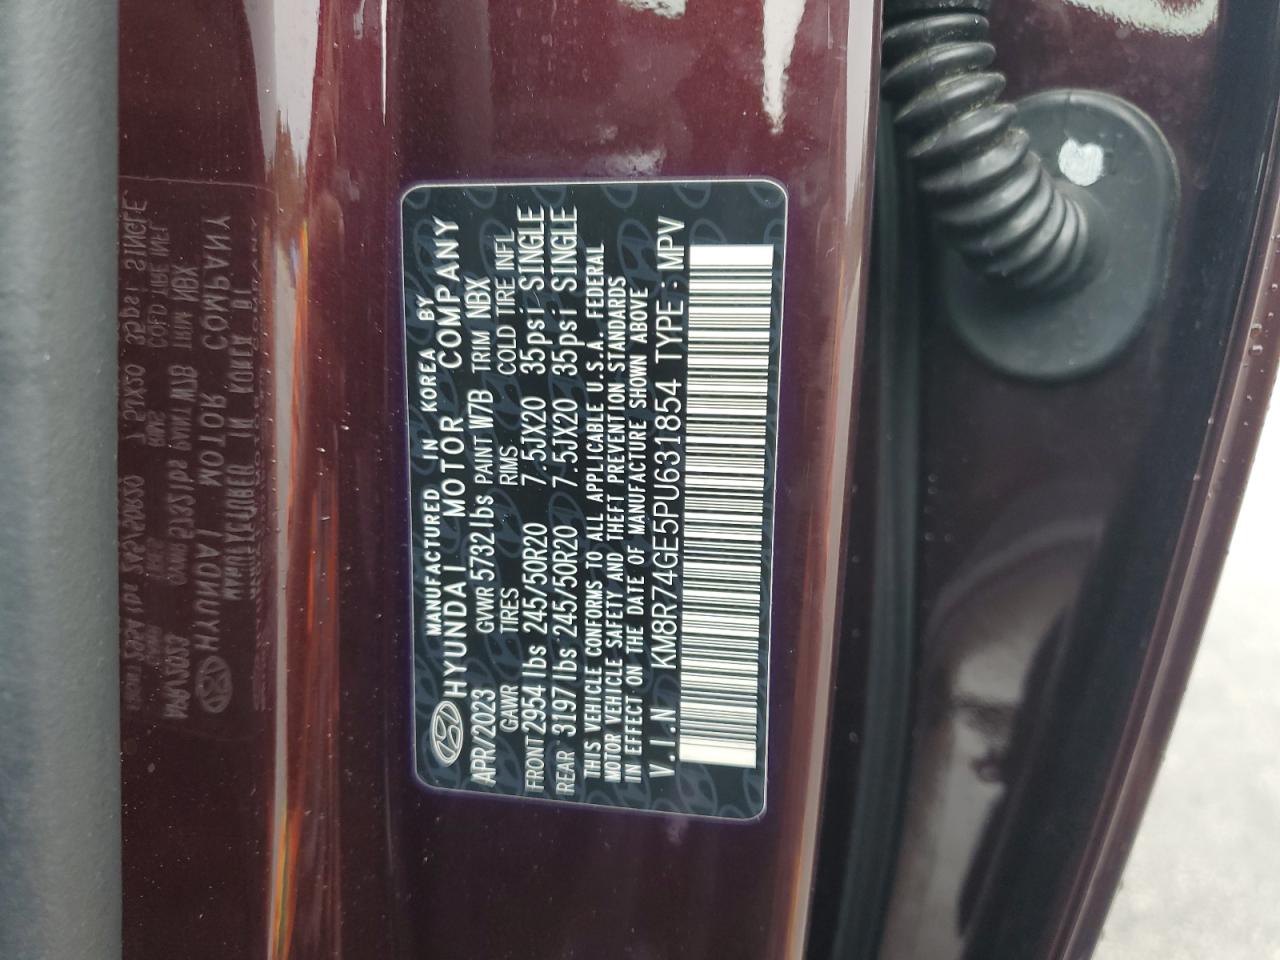 MANUFACTURED IN KOREA BY
HYUNDAI MOTOR COMPANY
APR/2023 GVWR 5732lbs PAINT W7B TRIM NBX
GAWR TIRES RIMS COLD TIRE INFL
FRONT 2954lbs 245/50R20 7.5JX20 35psi SINGLE
REAR 3197lbs 245/50R20 7.5JX20 35psi SINGLE
THIS VEHICLE CONFORMS TO ALL APPLICABLE U.S.A. FEDERAL
MOTOR VEHICLE SAFETY AND THEFT PREVENTION STANDARDS
IN EFFECT ON THE DATE OF MANUFACTURE SHOWN ABOVE
V.I.N KM8R74GE5PU631854 TYPE : MPV